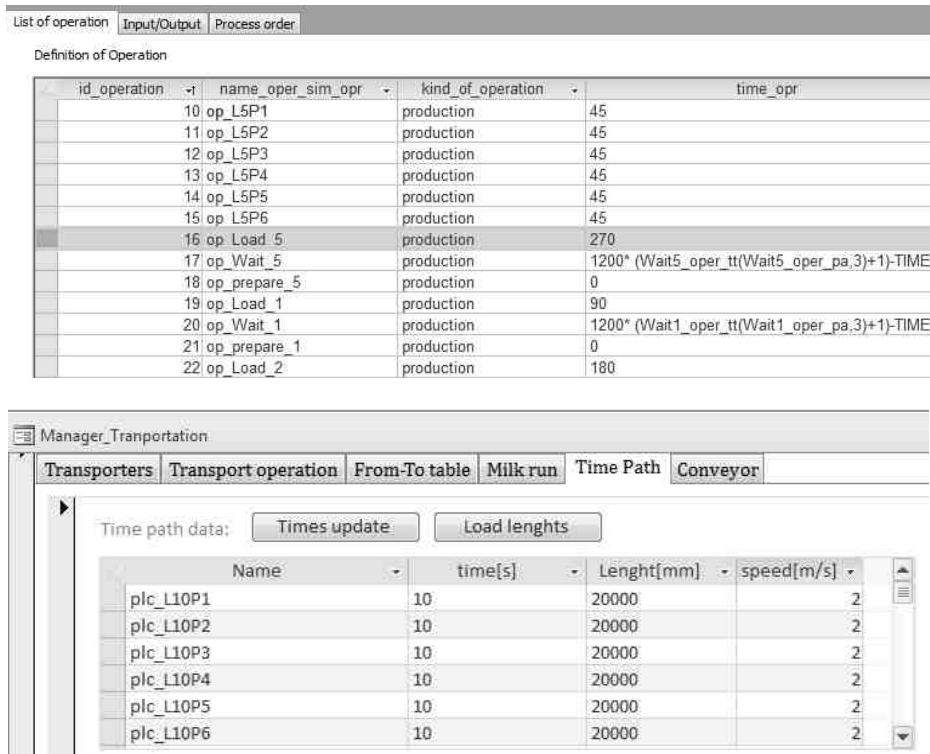 List of operation Input/Output Process order
Definition of Operation
id_operation name_oper_sim_opr kind_of_operation time_opr
10 op_L5P1 production 45
11 op_L5P2 production 45
12 op_L5P3 production 45
13 op_L5P4 production 45
14 op_L5P5 production 45
15 op_L5P6 production 45
16 op_Load_5 production 270
17 op_Wait_5 production 1200* (Wait5_oper_tt(Wait5_oper_pa,3)+1)-TIME
18 op_prepare_5 production 0
19 op_Load_1 production 90
20 op_Wait_1 production 1200* (Wait1_oper_tt(Wait1_oper_pa,3)+1)-TIME
21 op_prepare_1 production 0
22 op_Load_2 production 180
Manager_Tranportation
Transporters Transport operation From-To table Milk run Time Path Conveyor
Time path data: Times update Load lenghts
Name time[s] Lenght[mm] speed[m/s]
plc_L10P1 10 20000 2
plc_L10P2 10 20000 2
plc_L10P3 10 20000 2
plc_L10P4 10 20000 2
plc_L10P5 10 20000 2
plc_L10P6 10 20000 2